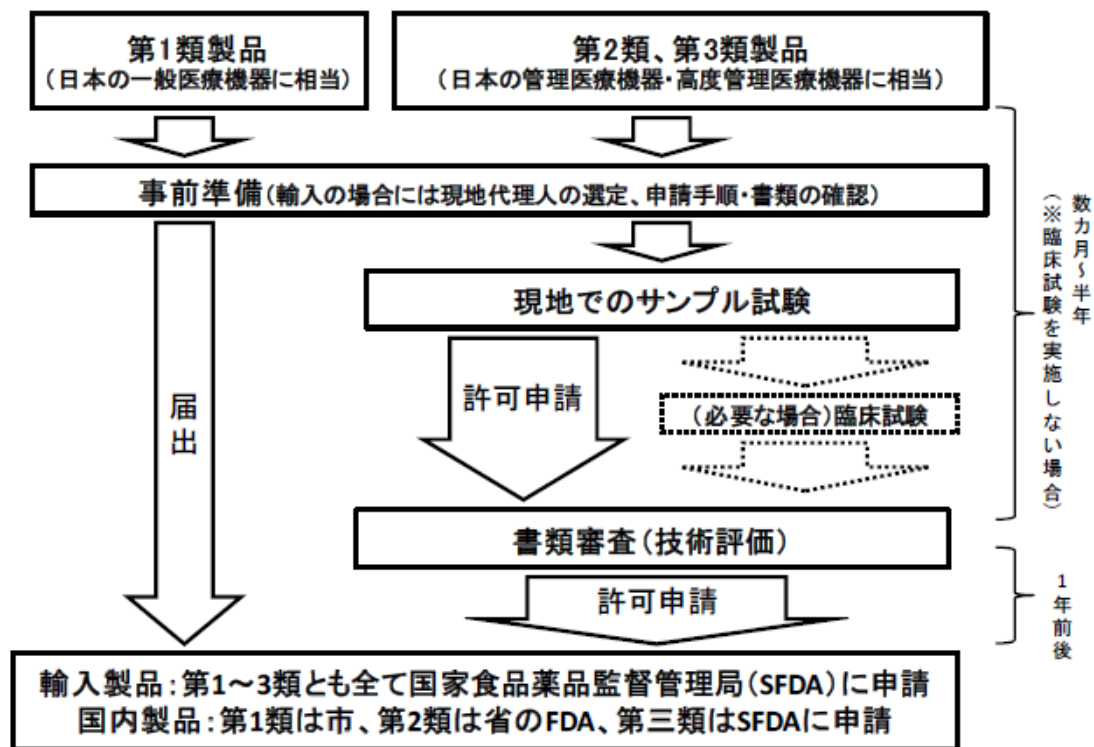 第1類製品
（日本の一般医療機器に相当）
第2類、第3類製品
（日本の管理医療機器・高度管理医療機器に相当）
事前準備（輸入の場合には現地代理人の選定、申請手順・書類の確認）
現地でのサンプル試験
届出
許可申請
（必要な場合）臨床試験
書類審査（技術評価）
許可申請
数カ月～半年
（※臨床試験を実施しない場合）
1年前後
輸入製品：第1～3類とも全て国家食品薬品監督管理局（SFDA）に申請
国内製品：第1類は市、第2類は省のFDA、第三類はSFDAに申請